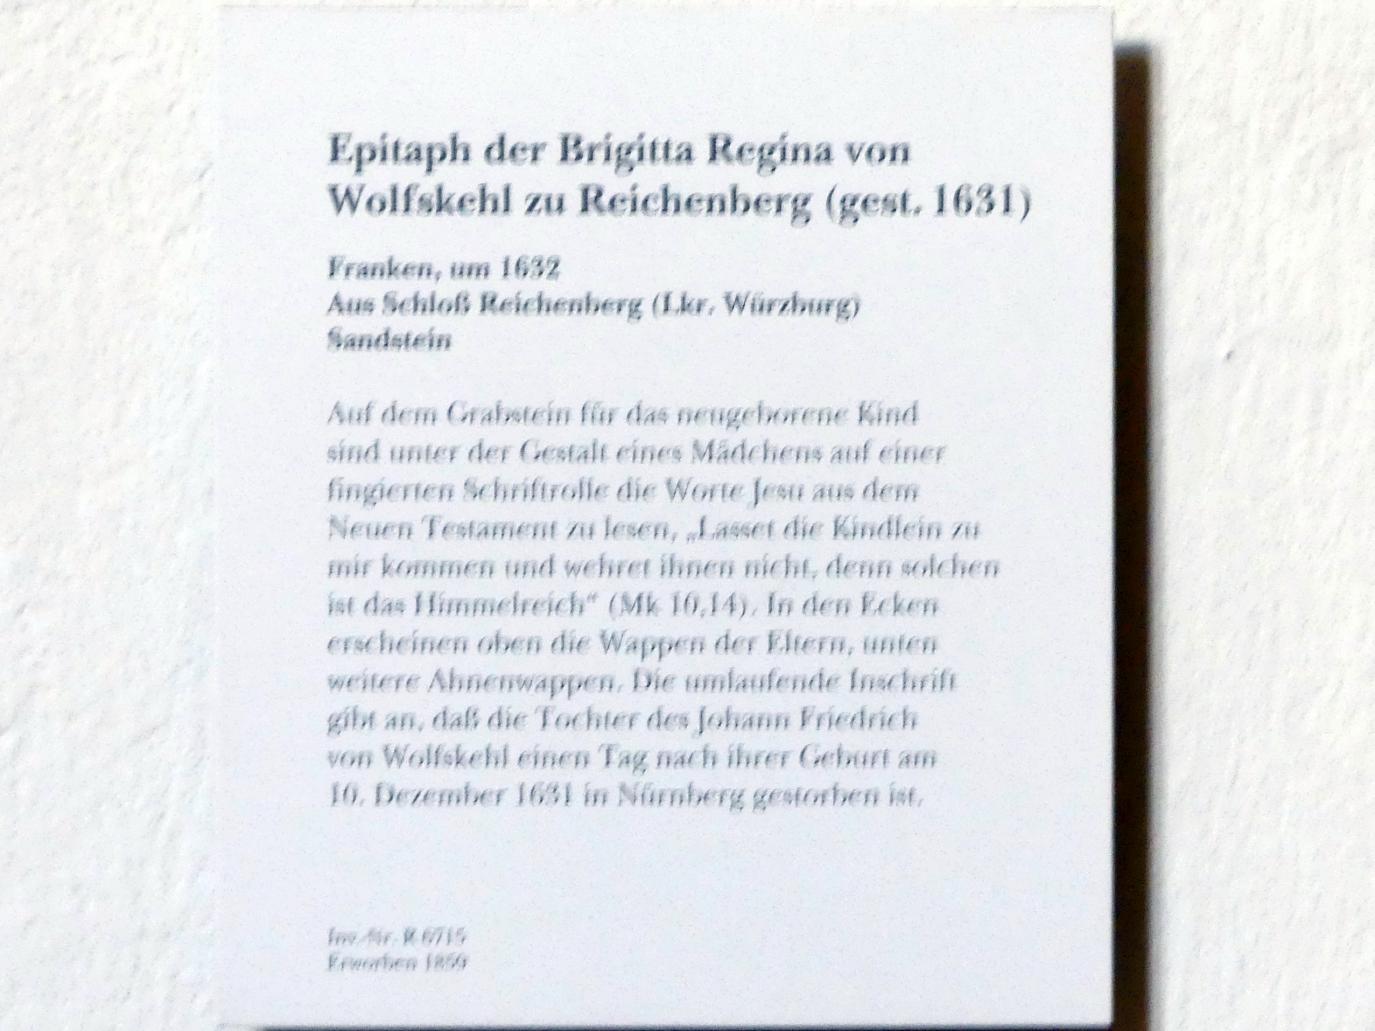 Epitaph der Brigitta Regina von
Wolfskehl zu Reichenberg (gest. 1631)
Franken, um 1632
Aus Schloß Reichenberg (Lkr. Würzburg)
Sandstein
Auf dem Grabstein für das neugeborene Kind
sind unter der Gestalt eines Mädchens auf einer
fingierten Schriftrolle die Worte Jesu aus dem
Neuen Testament zu lesen, „Lasset die Kindlein zu
mir kommen und wehret ihnen nicht, denn solchen
ist das Himmelreich“ (Mk 10,14). In den Ecken
erscheinen oben die Wappen der Eltern, unten
weitere Ahnenwappen. Die umlaufende Inschrift
gibt an, daß die Tochter des Johann Friedrich
von Wolfskehl einen Tag nach ihrer Geburt am
10. Dezember 1631 in Nürnberg gestorben ist.
Inv.-Nr. R 6715
Erworben